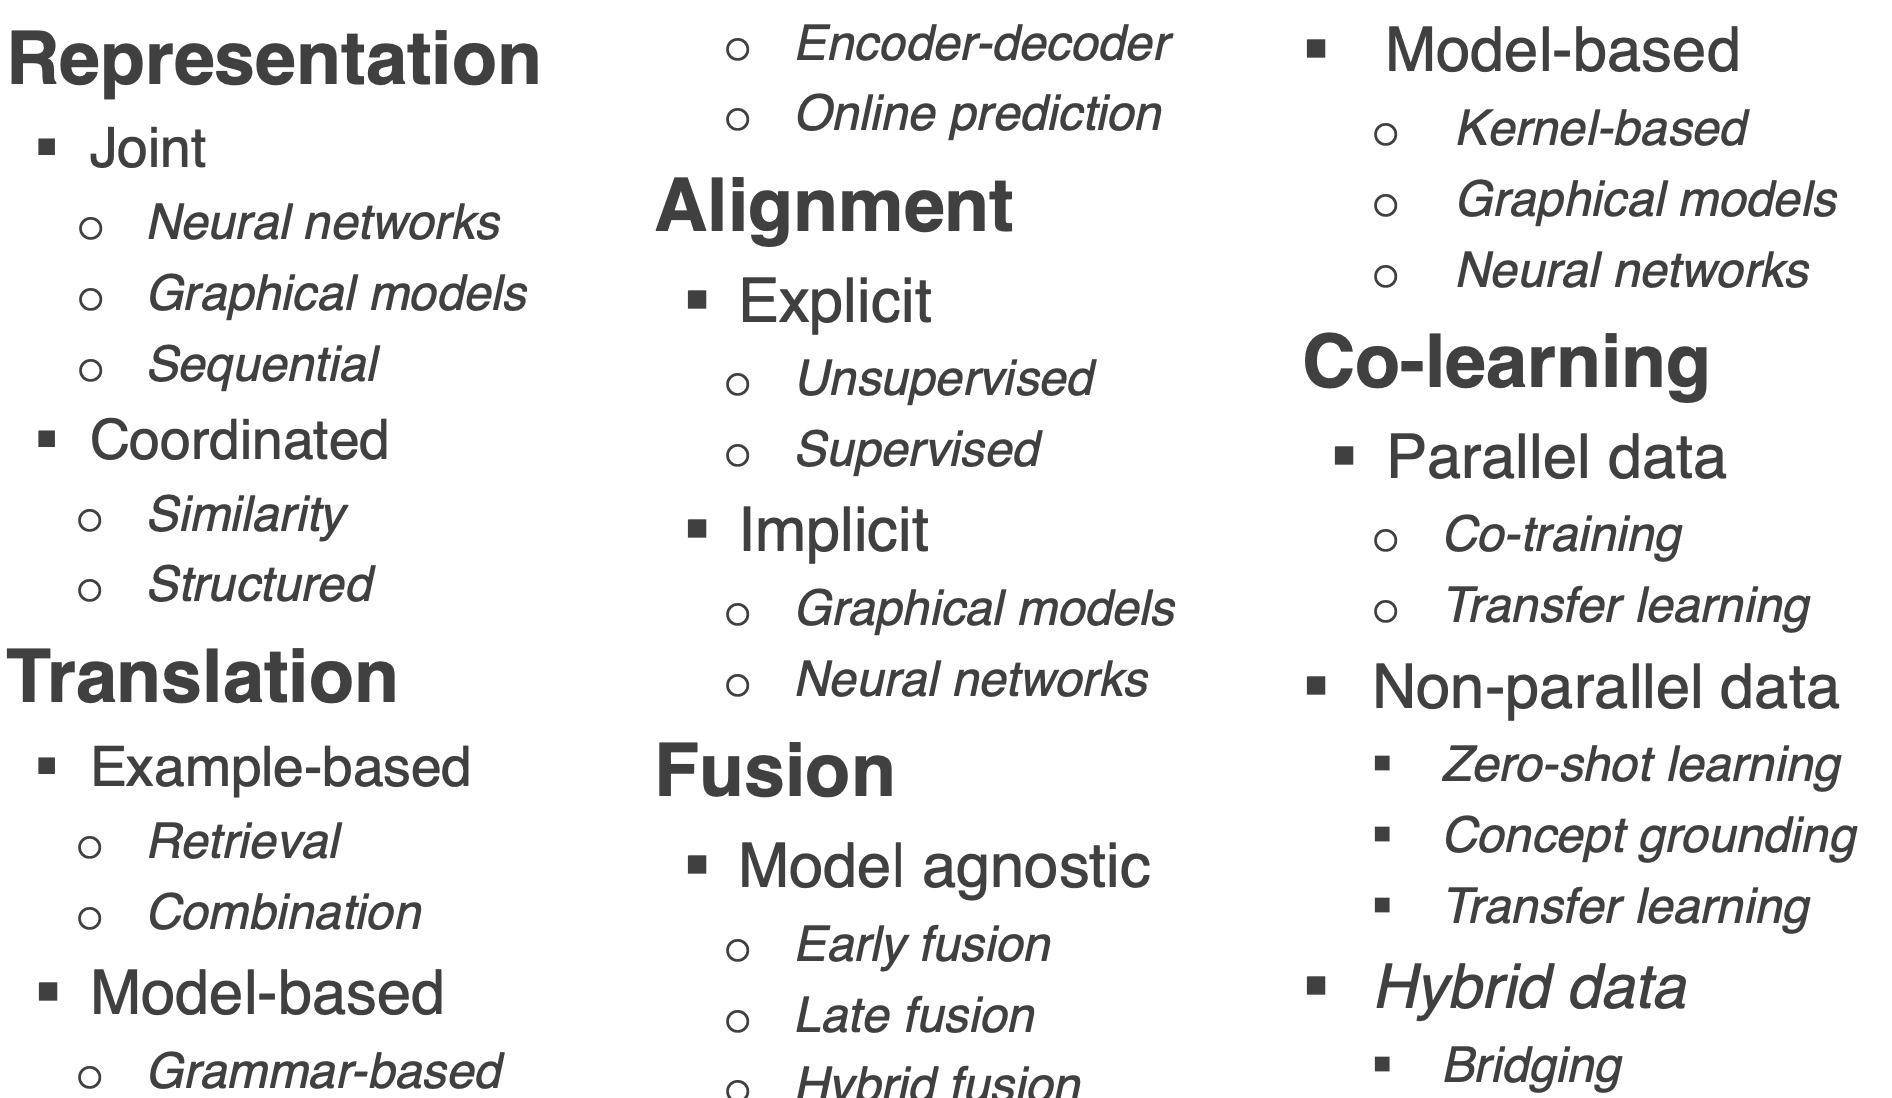 Representation
▪ Joint
○ Neural networks
○ Graphical models
○ Sequential
▪ Coordinated
○ Similarity
○ Structured
Translation
▪ Example-based
○ Retrieval
○ Combination
▪ Model-based
○ Grammar-based
○ Encoder-decoder
○ Online prediction
Alignment
▪ Explicit
○ Unsupervised
○ Supervised
▪ Implicit
○ Graphical models
○ Neural networks
Fusion
▪ Model agnostic
○ Early fusion
○ Late fusion
○ Hybrid fusion
▪ Model-based
○ Kernel-based
○ Graphical models
○ Neural networks
Co-learning
▪ Parallel data
○ Co-training
○ Transfer learning
▪ Non-parallel data
▪ Zero-shot learning
▪ Concept grounding
▪ Transfer learning
▪ Hybrid data
▪ Bridging